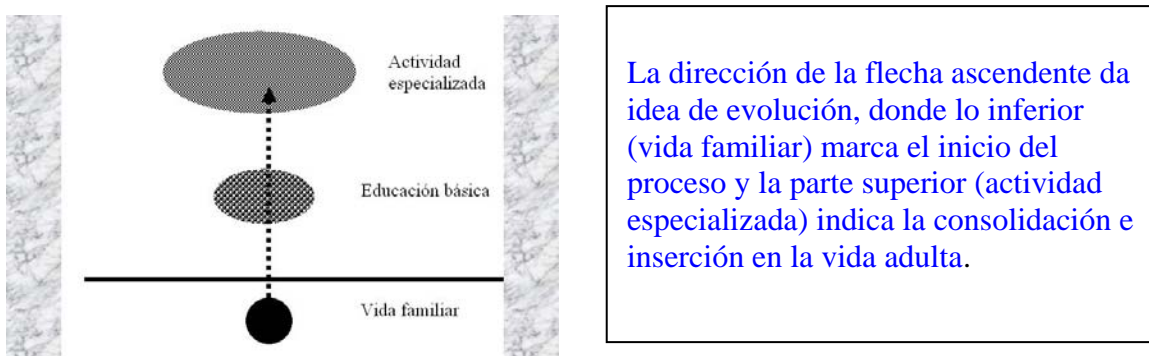 Actividad
especializada
Educación básica
Vida familiar
La dirección de la flecha ascendente da
idea de evolución, donde lo inferior
(vida familiar) marca el inicio del
proceso y la parte superior (actividad
especializada) indica la consolidación e
inserción en la vida adulta.